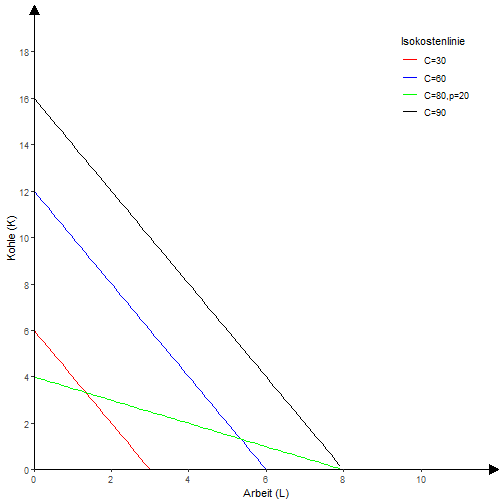 Isokostenlinie
C=30
C=60
C=80,p=20
C=90
Kohle (K)
18
16
14
12
10
8
6
4
2
0
0 2 4 6 8 10
Arbeit (L)